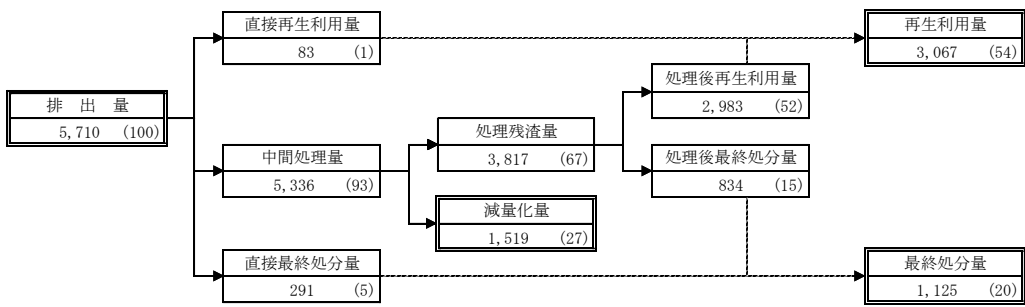 直接再生利用量
83 (1)
再生利用量
3,067 (54)
処理後再生利用量
2,983 (52)
排 出 量
5,710 (100)
処理残渣量
3,817 (67)
中間処理量
5,336 (93)
処理後最終処分量
834 (15)
減量化量
1,519 (27)
直接最終処分量
291 (5)
最終処分量
1,125 (20)